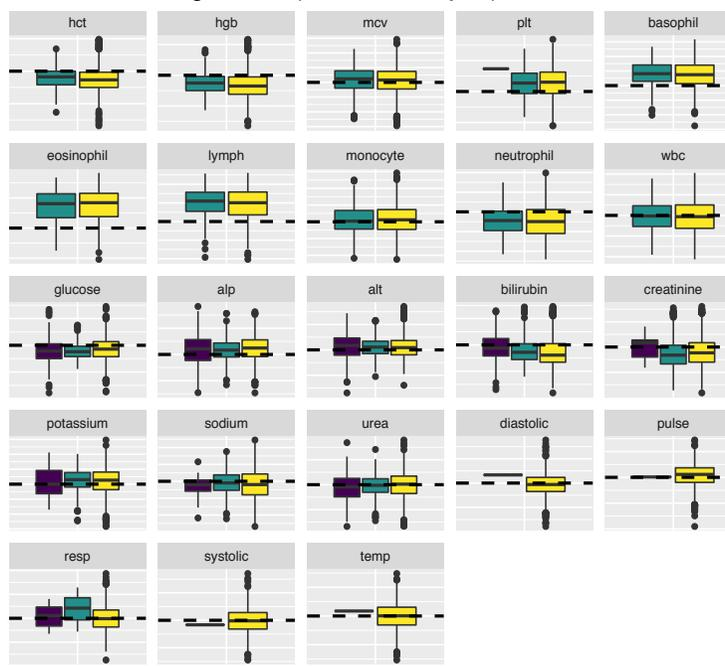 hct hgb mcv plt basophil
eosinophil lymph monocyte neutrophil wbc
glucose alp alt bilirubin creatinine
potassium sodium urea diastolic pulse
resp systolic temp